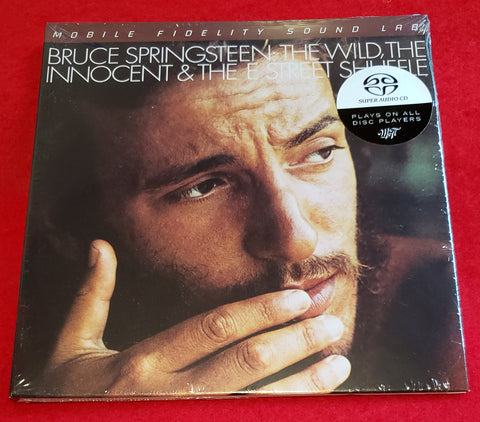 MOBILE FIDELITY SOUND LAB
BRUCE SPRINGSTEEN: THE WILD, THE
INNOCENT & THE E STREET SHUFFLE
SUPER AUDIO CD
PLAYS ON ALL
DISC PLAYERS